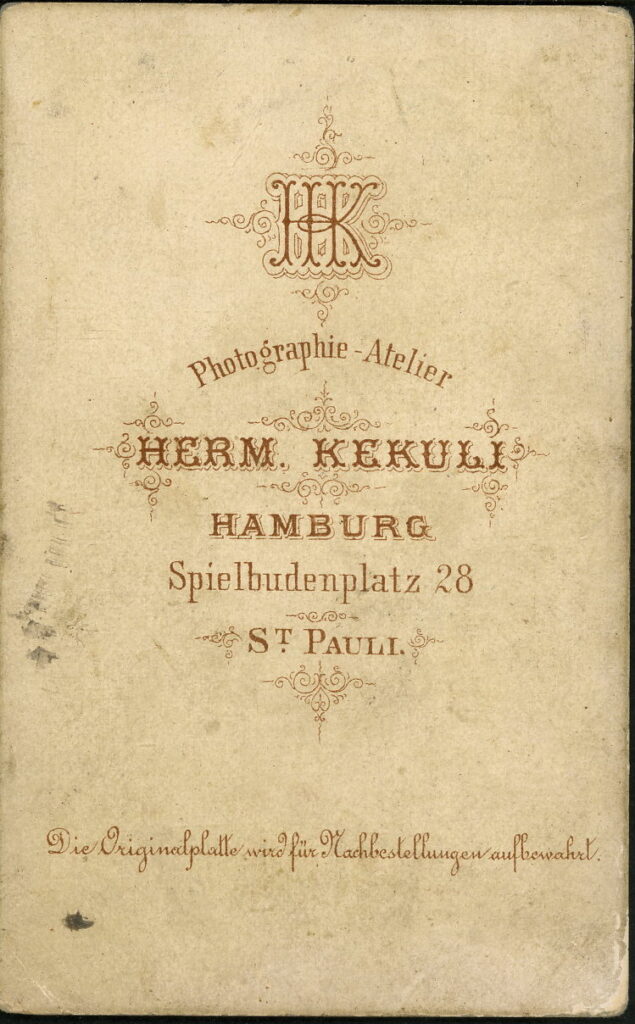 HK
Photographie-Atelier
HERM. KEKULI
HAMBURG
Spielbudenplatz 28
ST PAULI.
Die Originalplatte wird für Nachbestellungen aufbewahrt.